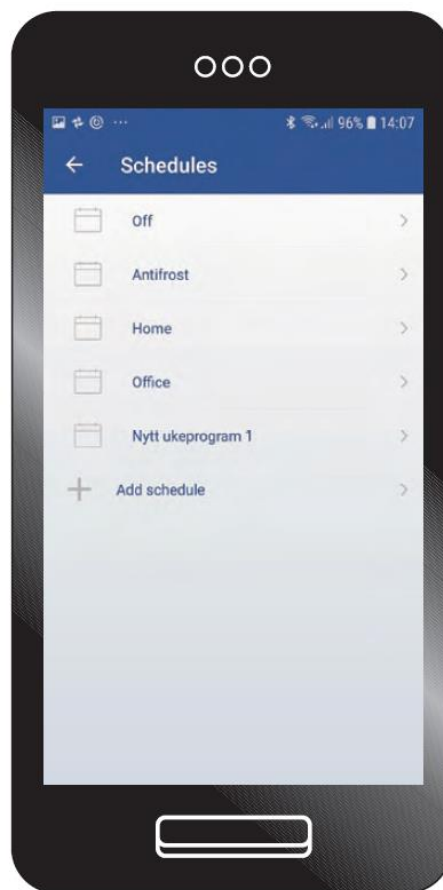 96% 14:07
Schedules
Off
Antifrost
Home
Office
Nytt ukeprogram 1
Add schedule